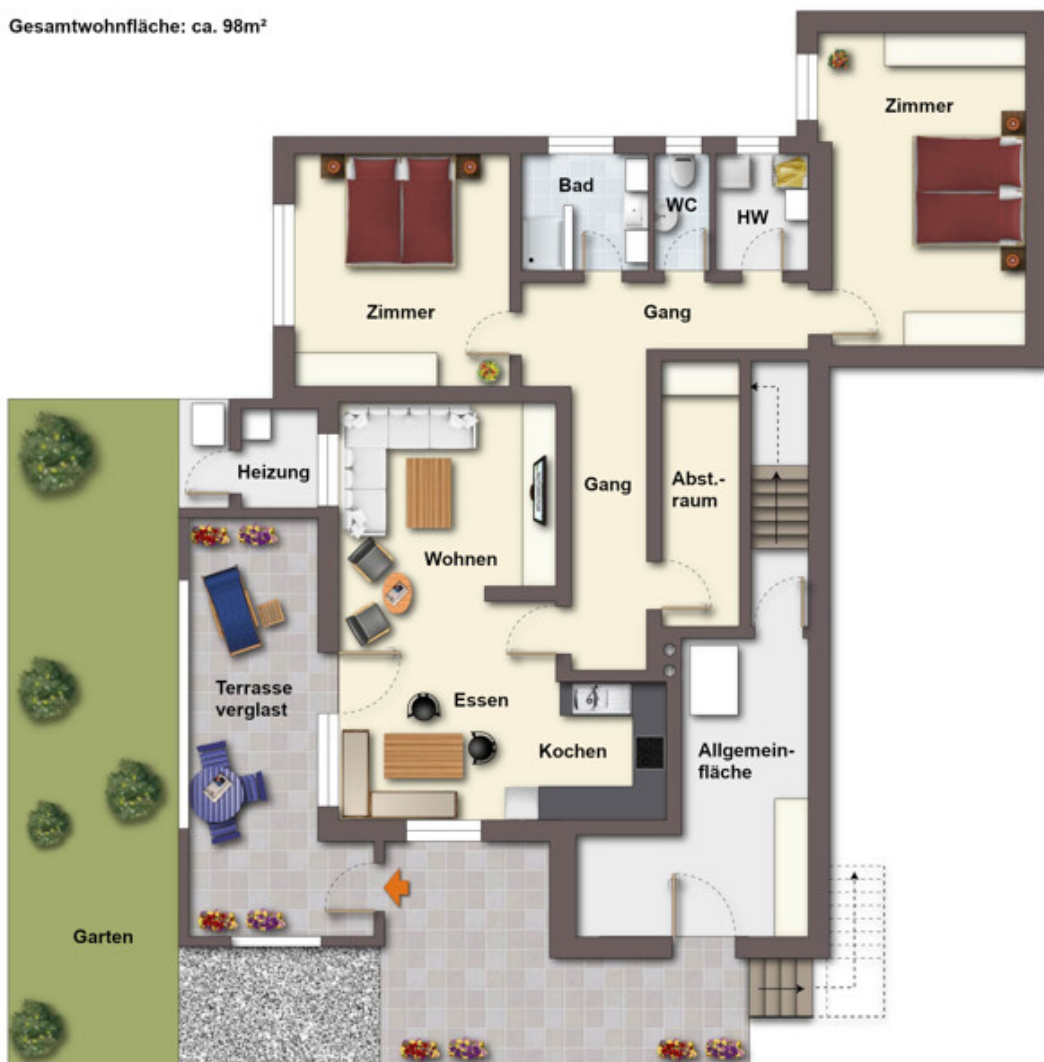 Gesamtwohnfläche: ca. 98m²
Zimmer
Bad
WC
HW
Zimmer
Gang
Heizung
Wohnen
Gang
Abst.-
raum
Terrasse
verglast
Essen
Kochen
Allgemein-
fläche
Garten